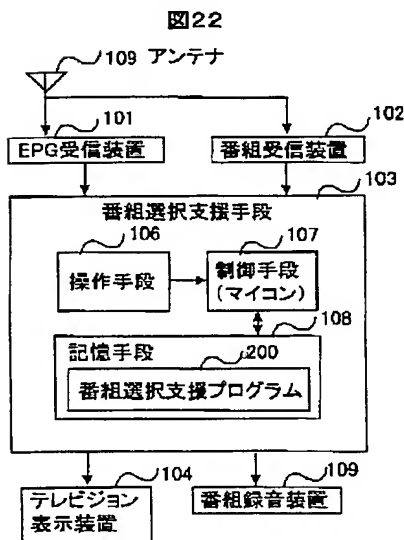 図22
109 アンテナ
101
102
EPG受信装置
番組受信装置
103
番組選択支援手段
106
107
操作手段
制御手段
(マイコン)
108
記憶手段
200
番組選択支援プログラム
104
109
テレビジョン
表示装置
番組録音装置